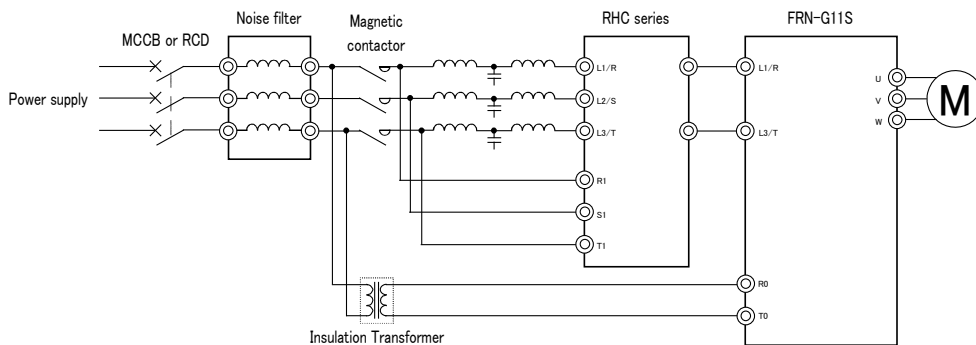 Noise filter
Magnetic
contactor
RHC series
FRN-G11S
MCCB or RCD
Power supply
L1/R
L2/S
L3/T
R1
S1
T1
L1/R
L3/T
U
V
W
M
R0
T0
Insulation Transformer